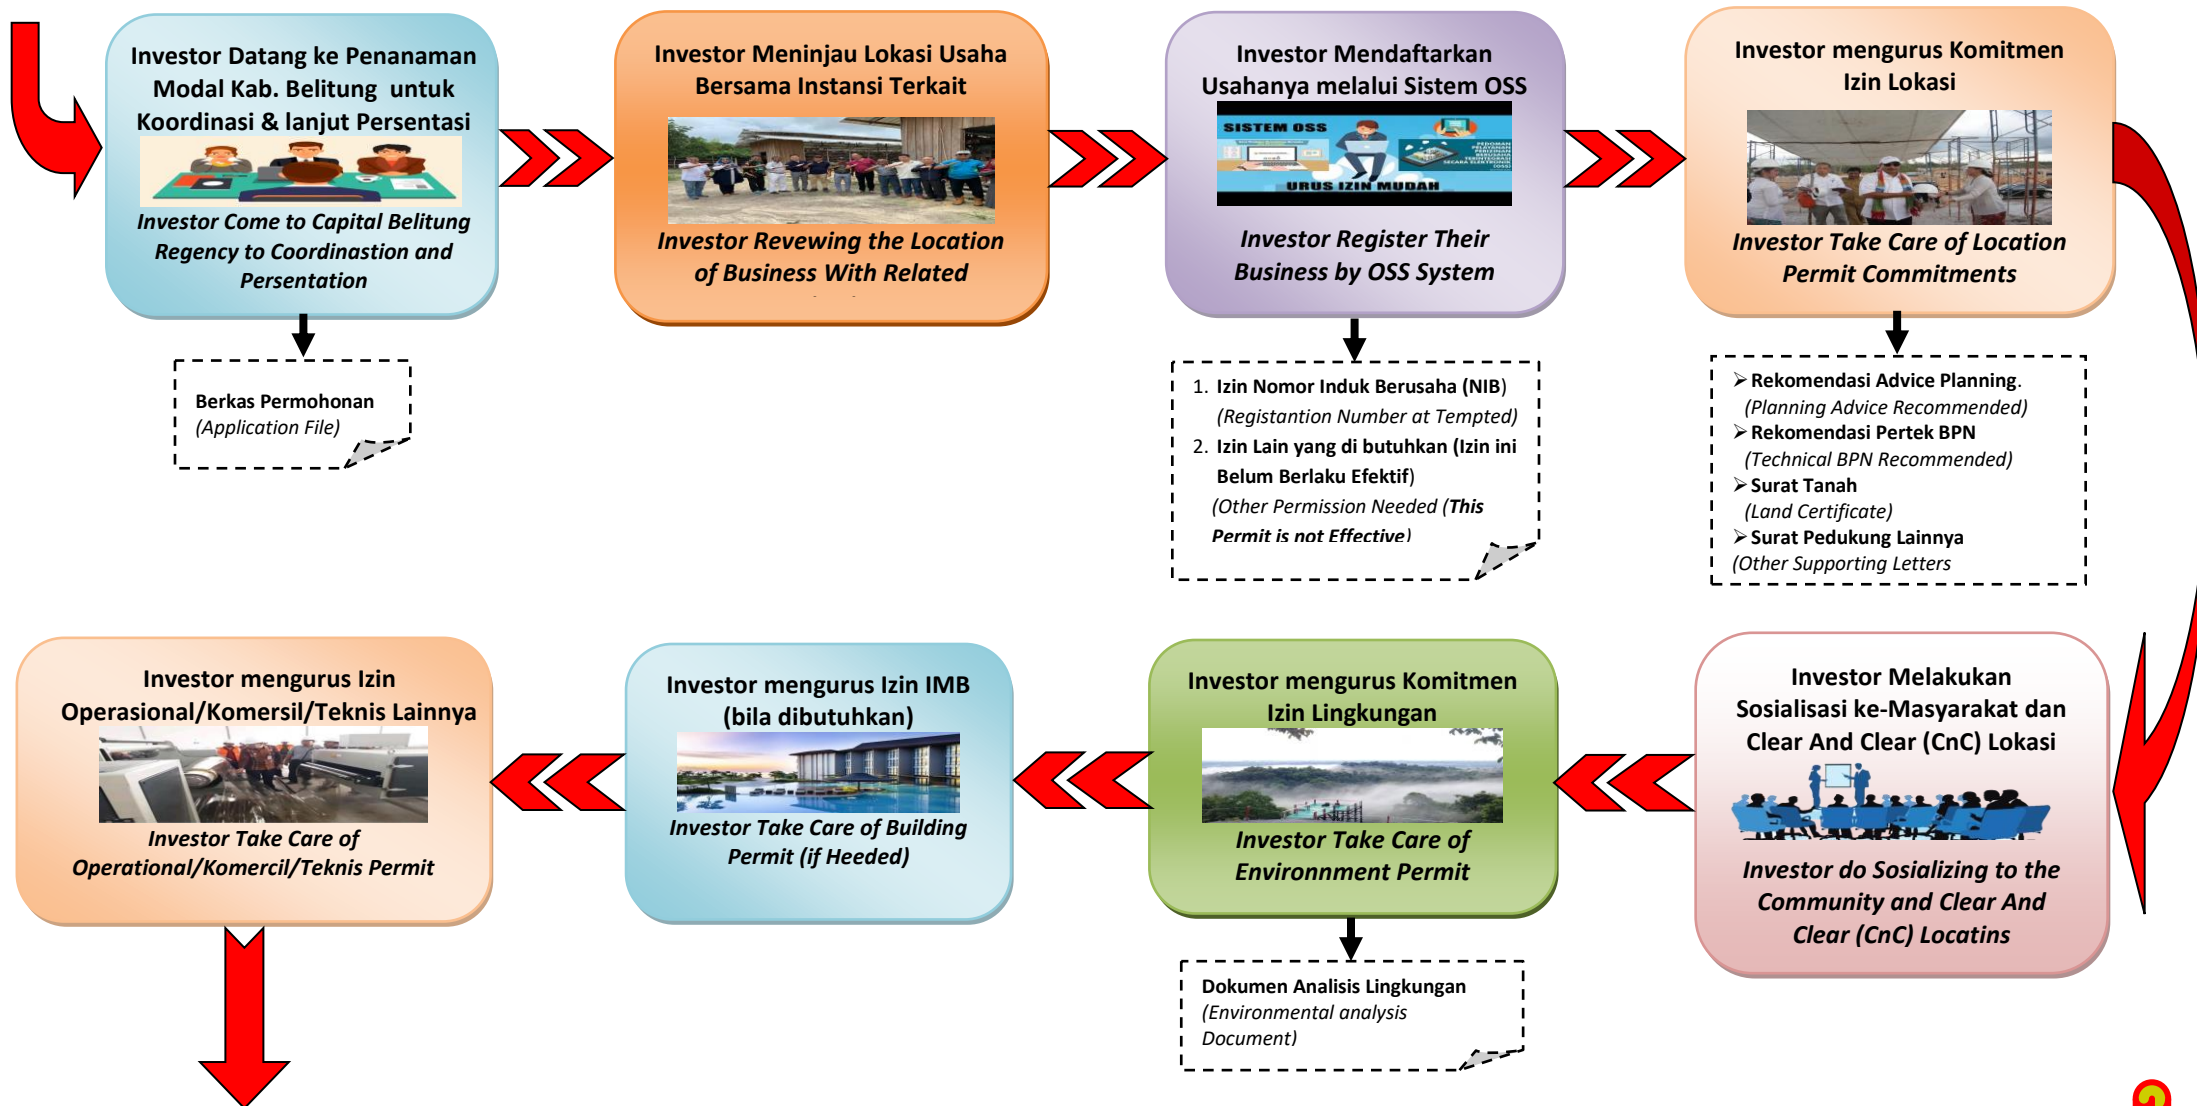 Investor Datang ke Penanaman
Modal Kab. Belitung untuk
Koordinasi & lanjut Persentasi
Investor Come to Capital Belitung
Regency to Coordinastion and
Persentation
Berkas Permohonan
(Application File)
Investor Meninjau Lokasi Usaha
Bersama Instansi Terkait
Investor Revewing the Location
of Business With Related
Investor Mendaftarkan
Usahanya melalui Sistem OSS
SISTEM OSS
PEDOMAN
PELAYANAN
PERIZINAN
BERUSAHA
TERINTEGRASI
SECARA ELEKTRONIK
(OSS)
URUS IZIN MUDAH
Investor Register Their
Business by OSS System
1. Izin Nomor Induk Berusaha (NIB)
(Registantion Number at Tempted)
2. Izin Lain yang di butuhkan (Izin ini
Belum Berlaku Efektif)
(Other Permission Needed (This
Permit is not Effective)
Investor mengurus Komitmen
Izin Lokasi
Investor Take Care of Location
Permit Commitments
➢ Rekomendasi Advice Planning.
(Planning Advice Recommended)
➢ Rekomendasi Pertek BPN
(Technical BPN Recommended)
➢ Surat Tanah
(Land Certificate)
➢ Surat Pedukung Lainnya
(Other Supporting Letters
Investor Melakukan
Sosialisasi ke-Masyarakat dan
Clear And Clear (CnC) Lokasi
Investor do Sosializing to the
Community and Clear And
Clear (CnC) Locatins
Investor mengurus Komitmen
Izin Lingkungan
Investor Take Care of
Environnment Permit
Dokumen Analisis Lingkungan
(Environmental analysis
Document)
Investor mengurus Izin IMB
(bila dibutuhkan)
Investor Take Care of Building
Permit (if Heeded)
Investor mengurus Izin
Operasional/Komersil/Teknis Lainnya
Investor Take Care of
Operational/Komercil/Teknis Permit